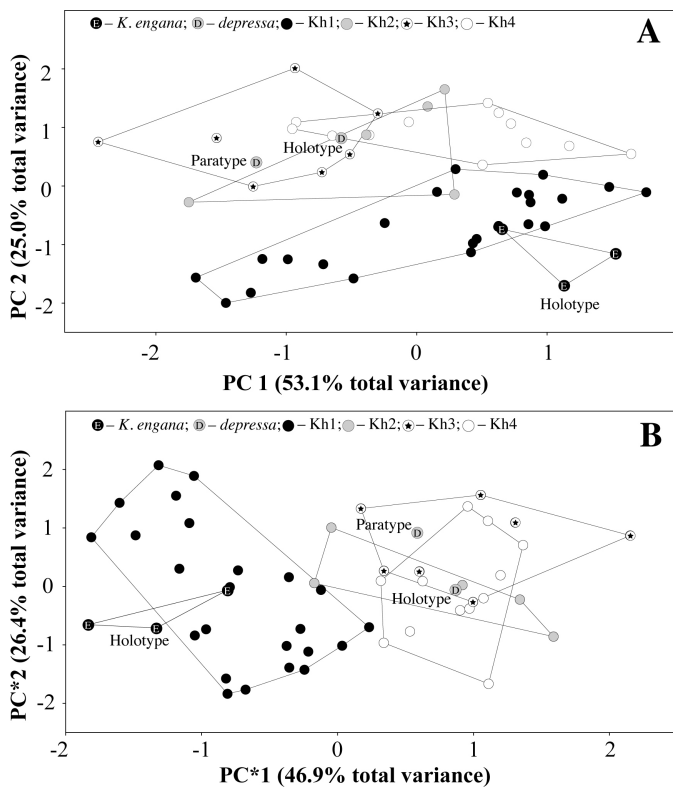 E – K. engana; D – depressa; – Kh1; – Kh2; – Kh3; – Kh4
A
2
Holotype
1
Paratype
0
-1
Holotype
-2
PC 2 (25.0% total variance)
-2 -1 0 1
PC 1 (53.1% total variance)
E – K. engana; D – depressa; – Kh1; – Kh2; – Kh3; – Kh4
B
2
1
Paratype
0
Holotype
Holotype
-1
-2
PC*2 (26.4% total variance)
-2 -1 0 1 2
PC*1 (46.9% total variance)